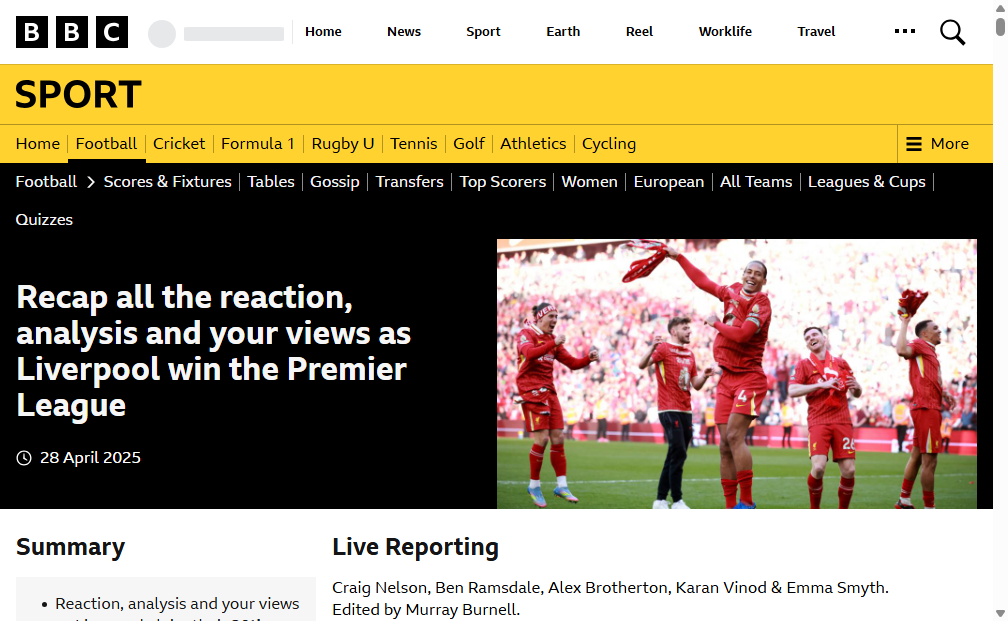 BBC
Home
News
Sport
Earth
Reel
Worklife
Travel
SPORT
Home
Football
Cricket
Formula 1
Rugby U
Tennis
Golf
Athletics
Cycling
More
Football
Scores & Fixtures
Tables
Gossip
Transfers
Top Scorers
Women
European
All Teams
Leagues & Cups
Quizzes
Recap all the reaction,
analysis and your views as
Liverpool win the Premier
League
28 April 2025
4
Summary
Reaction, analysis and your views
Live Reporting
Craig Nelson, Ben Ramsdale, Alex Brotherton, Karan Vinod & Emma Smyth.
Edited by Murray Burnell.